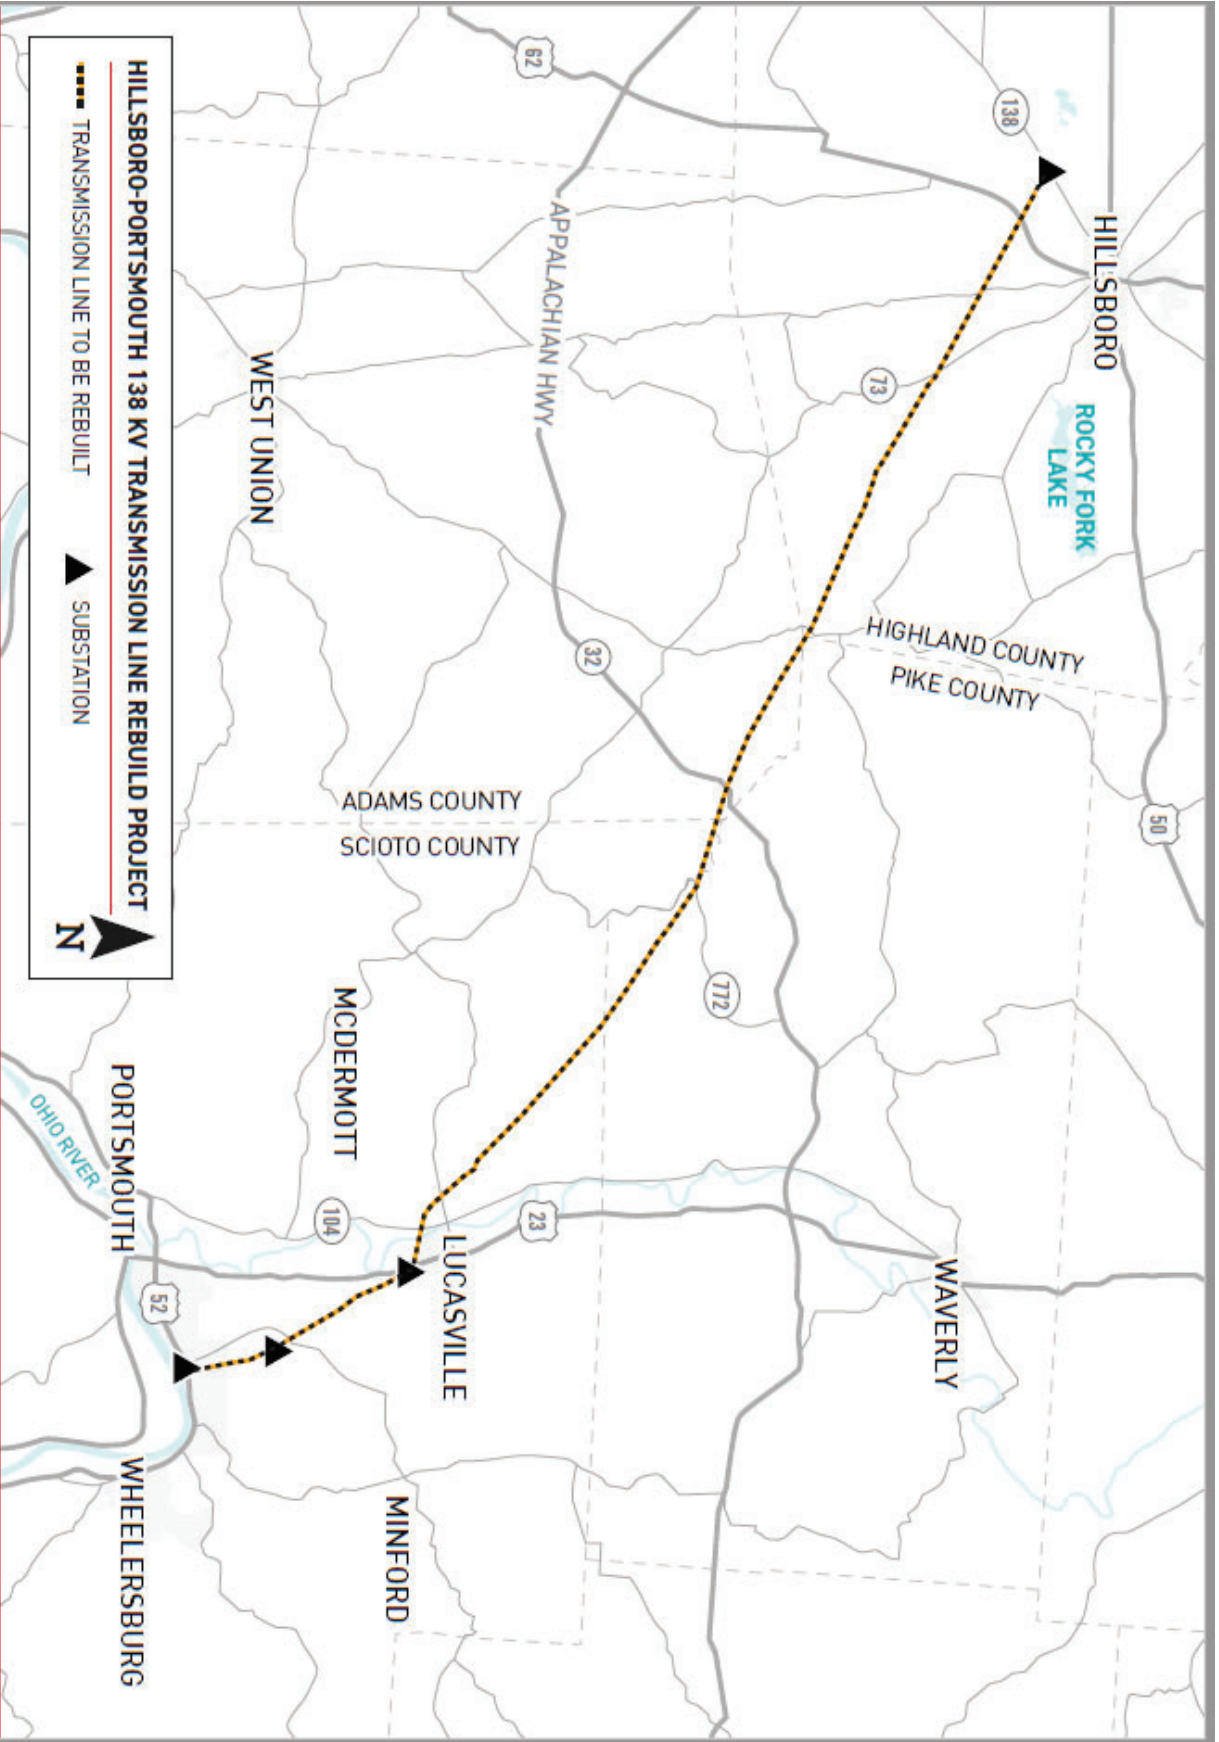 138
HILLSBORO
ROCKY FORK
LAKE
62
73
50
APPALACHIAN HWY
HIGHLAND COUNTY
PIKE COUNTY
32
WEST UNION
ADAMS COUNTY
SCIOTO COUNTY
772
WAVERLY
23
LUCASVILLE
MCDERMOTT
104
MINFORD
PORTSMOUTH
OHIO RIVER
52
WHEELERSBURG
HILLSBORO-PORTSMOUTH 138 KV TRANSMISSION LINE REBUILD PROJECT
TRANSMISSION LINE TO BE REBUILT
SUBSTATION
N